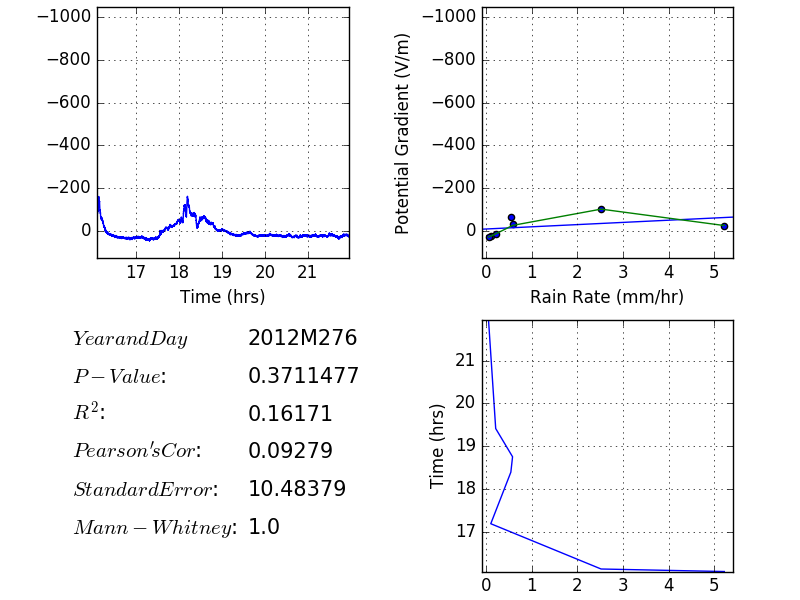 −1000
−800
−600
−400
−200
0
17 18 19 20 21
Time (hrs)
Potential Gradient (V/m)
−1000
−800
−600
−400
−200
0
0 1 2 3 4 5
Rain Rate (mm/hr)
YearandDay 2012M276
P−Value: 0.3711477
R²: 0.16171
Pearson'sCor: 0.09279
StandardError: 10.48379
Mann−Whitney: 1.0
Time (hrs)
21
20
19
18
17
0 1 2 3 4 5